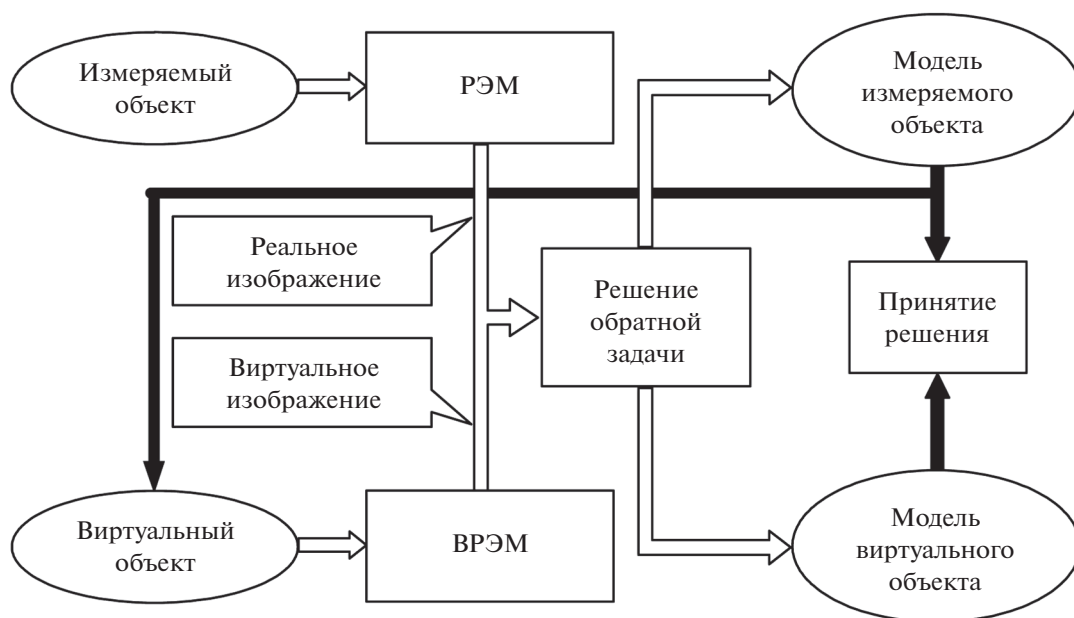 Измеряемый
объект
РЭМ
Модель
измеряемого
объекта
Реальное
изображение
Решение
обратной
задачи
Принятие
решения
Виртуальное
изображение
Виртуальный
объект
ВРЭМ
Модель
виртуального
объекта